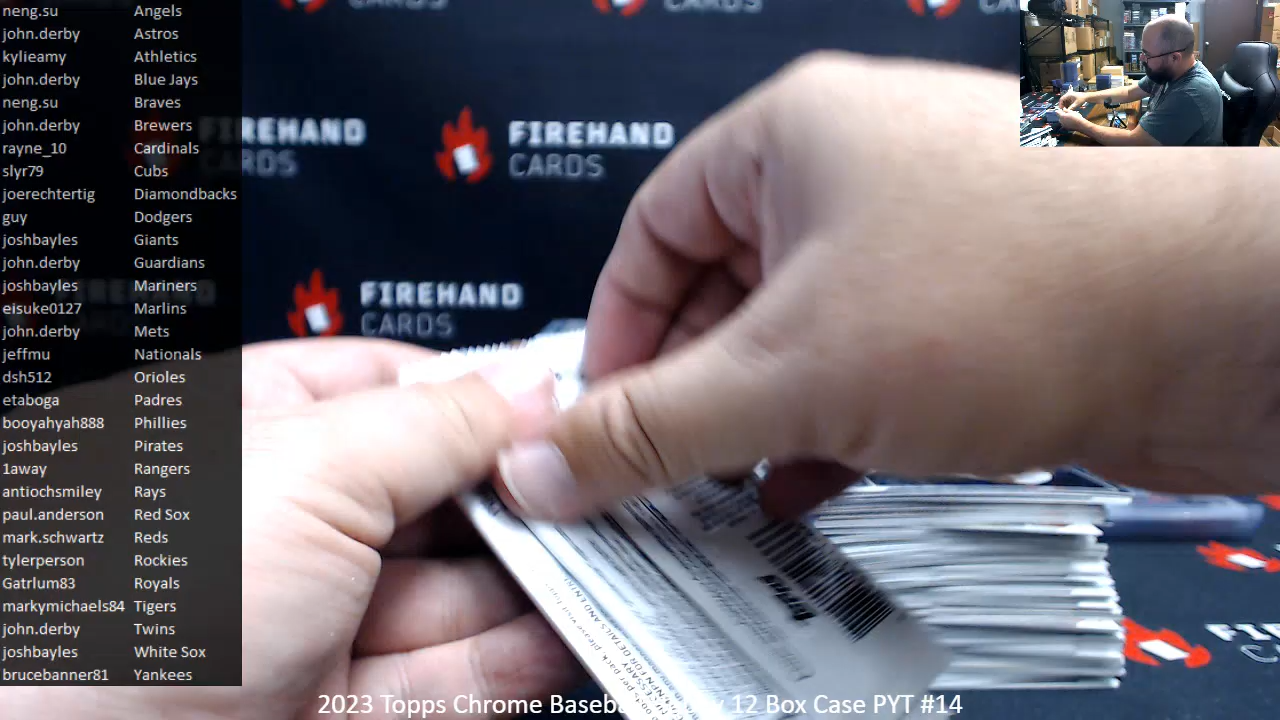 neng.su Angels
john.derby Astros
kylieamy Athletics
john.derby Blue Jays
neng.su Braves
john.derby Brewers
rayne_10 Cardinals
slyr79 Cubs
joerechtertig Diamondbacks
guy Dodgers
joshbayles Giants
john.derby Guardians
joshbayles Mariners
eisuke0127 Marlins
john.derby Mets
jeffmu Nationals
dsh512 Orioles
etaboga Padres
booyahyah888 Phillies
joshbayles Pirates
1away Rangers
antiochsmiley Rays
paul.anderson Red Sox
mark.schwartz Reds
tylerperson Rockies
Gatrlum83 Royals
markymichaels84 Tigers
john.derby Twins
joshbayles White Sox
brucebanner81 Yankees
CARDS
CARDS
FIREHAND
CARDS
FIREHAND
CARDS
FIREHAND
CARDS
2023 Topps Chrome 12 Box Case PYT #14